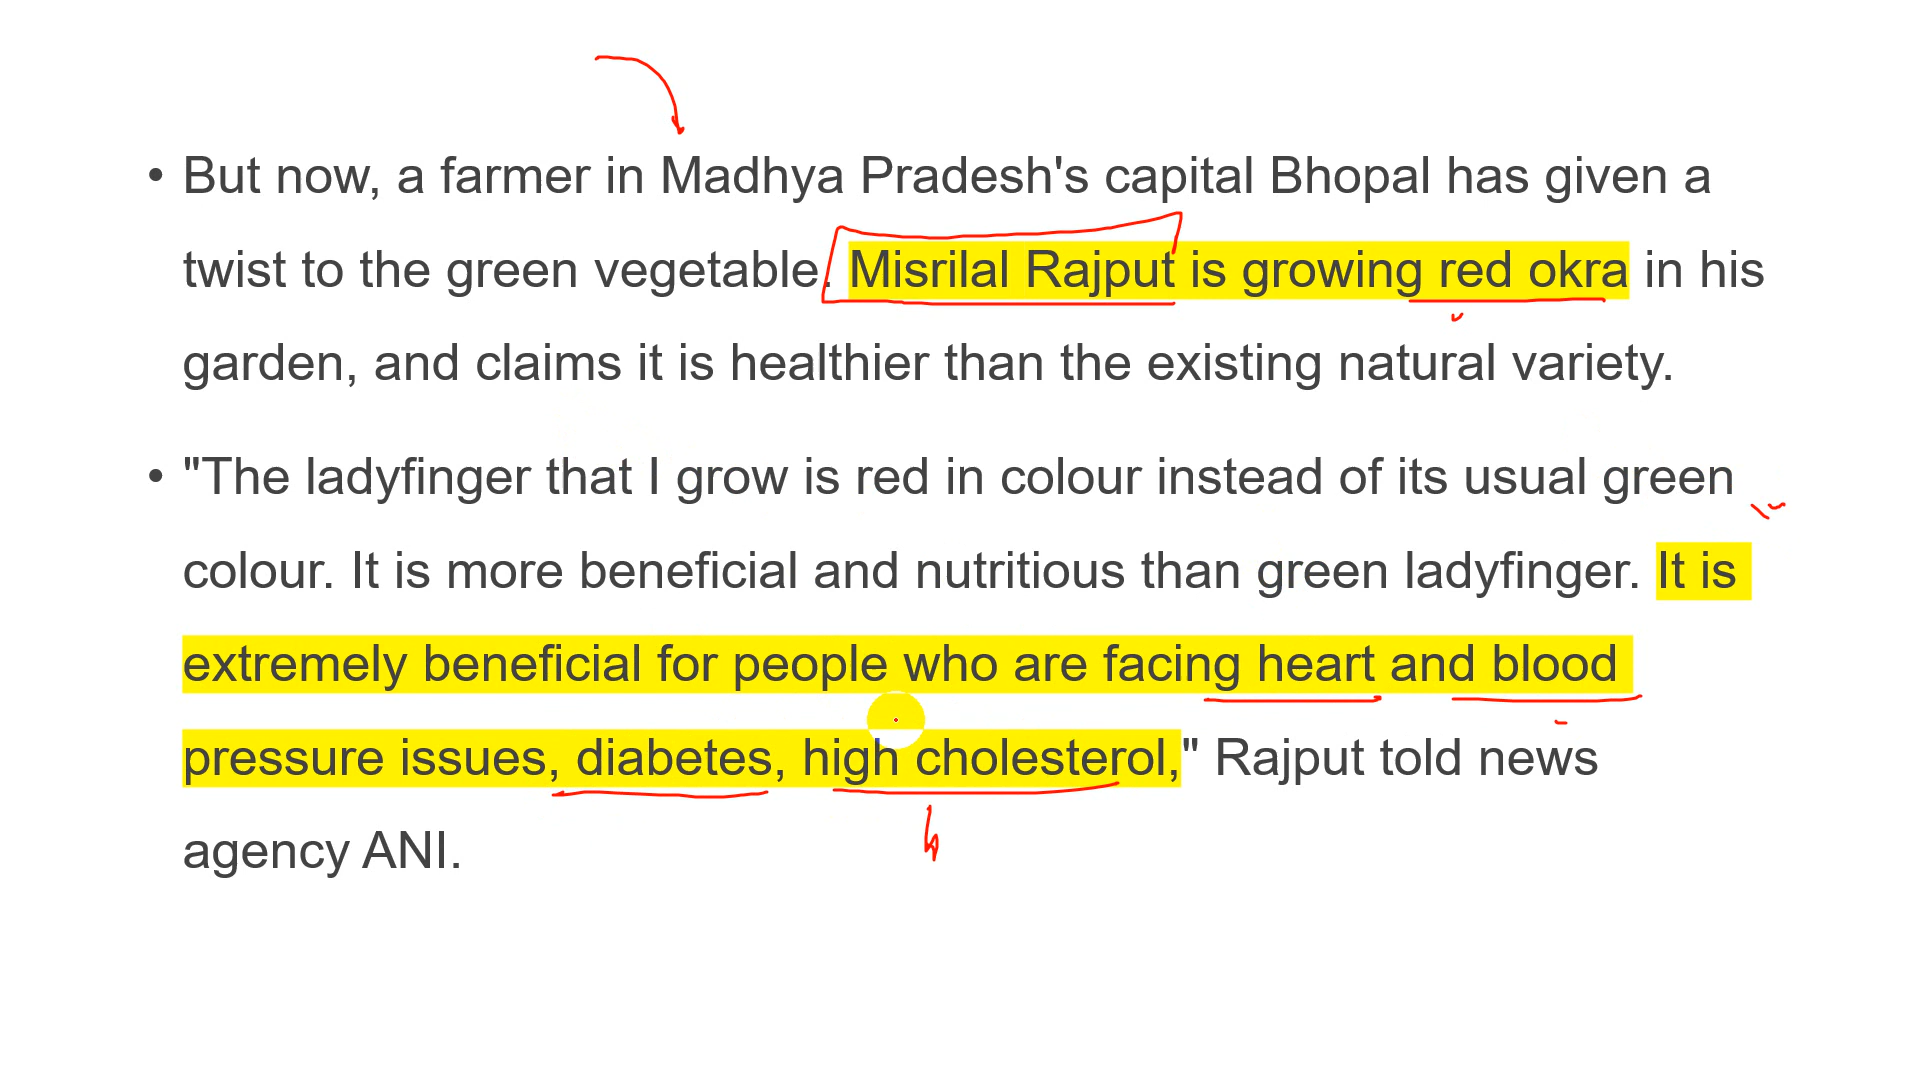 • But now, a farmer in Madhya Pradesh's capital Bhopal has given a
twist to the green vegetable. Misrilal Rajput is growing red okra in his
garden, and claims it is healthier than the existing natural variety.
• "The ladyfinger that I grow is red in colour instead of its usual green
colour. It is more beneficial and nutritious than green ladyfinger. It is
extremely beneficial for people who are facing heart and blood
pressure issues, diabetes, high cholesterol," Rajput told news
agency ANI.